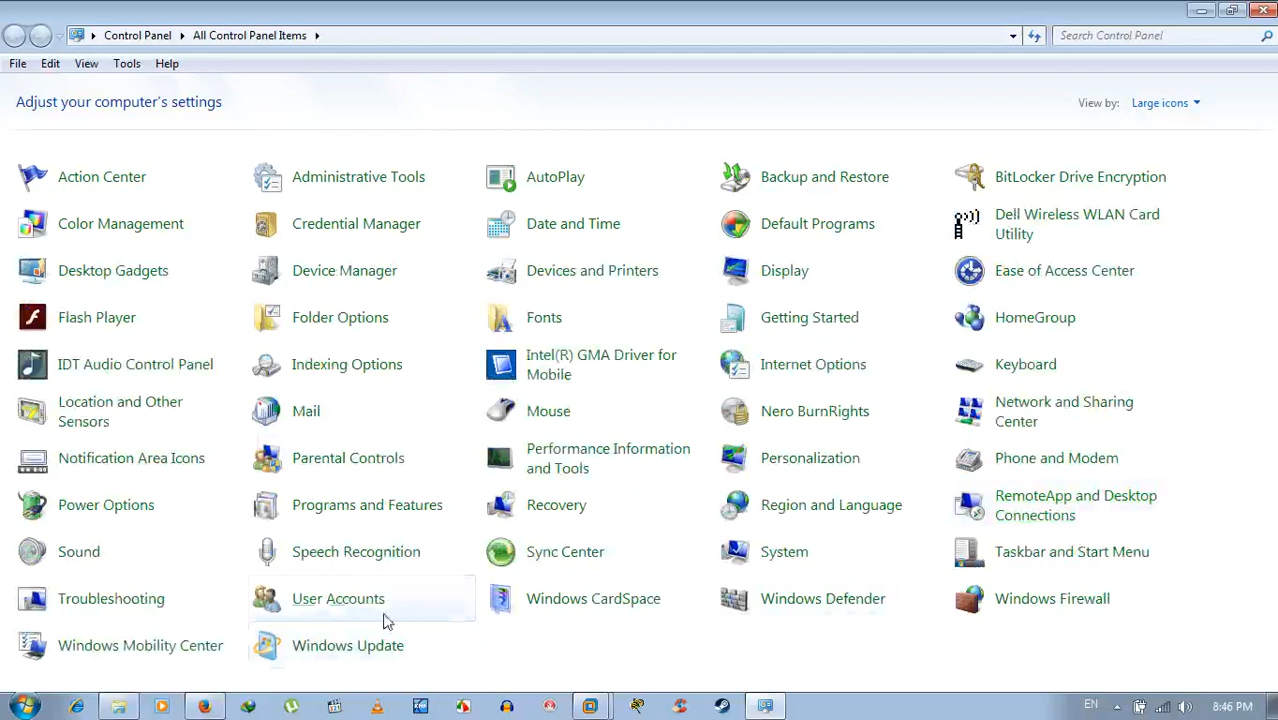 Control Panel All Control Panel Items Search Control Panel
File Edit View Tools Help
Adjust your computer's settings View by: Large icons
Action Center Administrative Tools AutoPlay Backup and Restore BitLocker Drive Encryption
Color Management Credential Manager Date and Time Default Programs Dell Wireless WLAN Card
Utility
Desktop Gadgets Device Manager Devices and Printers Display Ease of Access Center
Flash Player Folder Options Fonts Getting Started HomeGroup
IDT Audio Control Panel Indexing Options Intel(R) GMA Driver for
Mobile Internet Options Keyboard
Location and Other
Sensors Mail Mouse Nero BurnRights Network and Sharing
Center
Notification Area Icons Parental Controls Performance Information
and Tools Personalization Phone and Modem
Power Options Programs and Features Recovery Region and Language RemoteApp and Desktop
Connections
Sound Speech Recognition Sync Center System Taskbar and Start Menu
Troubleshooting User Accounts Windows CardSpace Windows Defender Windows Firewall
Windows Mobility Center Windows Update
EN 8:46 PM